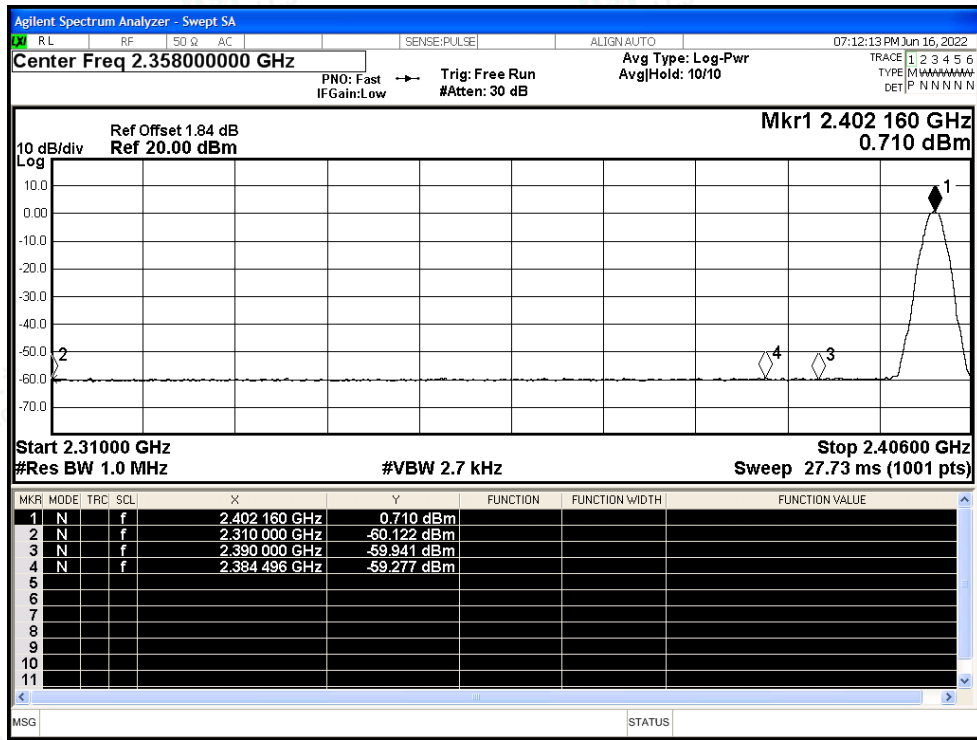 Agilent Spectrum Analyzer - Swept SA
LXI RL RF 50 Ω AC SENSE:PULSE ALIGN AUTO 07:12:13 PM Jun 16, 2022
Center Freq 2.358000000 GHz
PNO: Fast
IFGain:Low
Trig: Free Run
#Atten: 30 dB
Avg Type: Log-Pwr
Avg|Hold: 10/10
TRACE 1 2 3 4 5 6
TYPE M
DET P N N N N N
Ref Offset 1.84 dB
10 dB/div Ref 20.00 dBm
Log
Mkr1 2.402 160 GHz
0.710 dBm
10.0
0.00
-10.0
-20.0
-30.0
-40.0
-50.0
-60.0
-70.0
2 4 3 1
Start 2.31000 GHz Stop 2.40600 GHz
#Res BW 1.0 MHz #VBW 2.7 kHz Sweep 27.73 ms (1001 pts)
MKR MODE TRC SCL X Y FUNCTION FUNCTION WIDTH FUNCTION VALUE
1 N f 2.402 160 GHz 0.710 dBm
2 N f 2.310 000 GHz -60.122 dBm
3 N f 2.390 000 GHz -59.941 dBm
4 N f 2.384 496 GHz -59.277 dBm
5
6
7
8
9
10
11
MSG STATUS